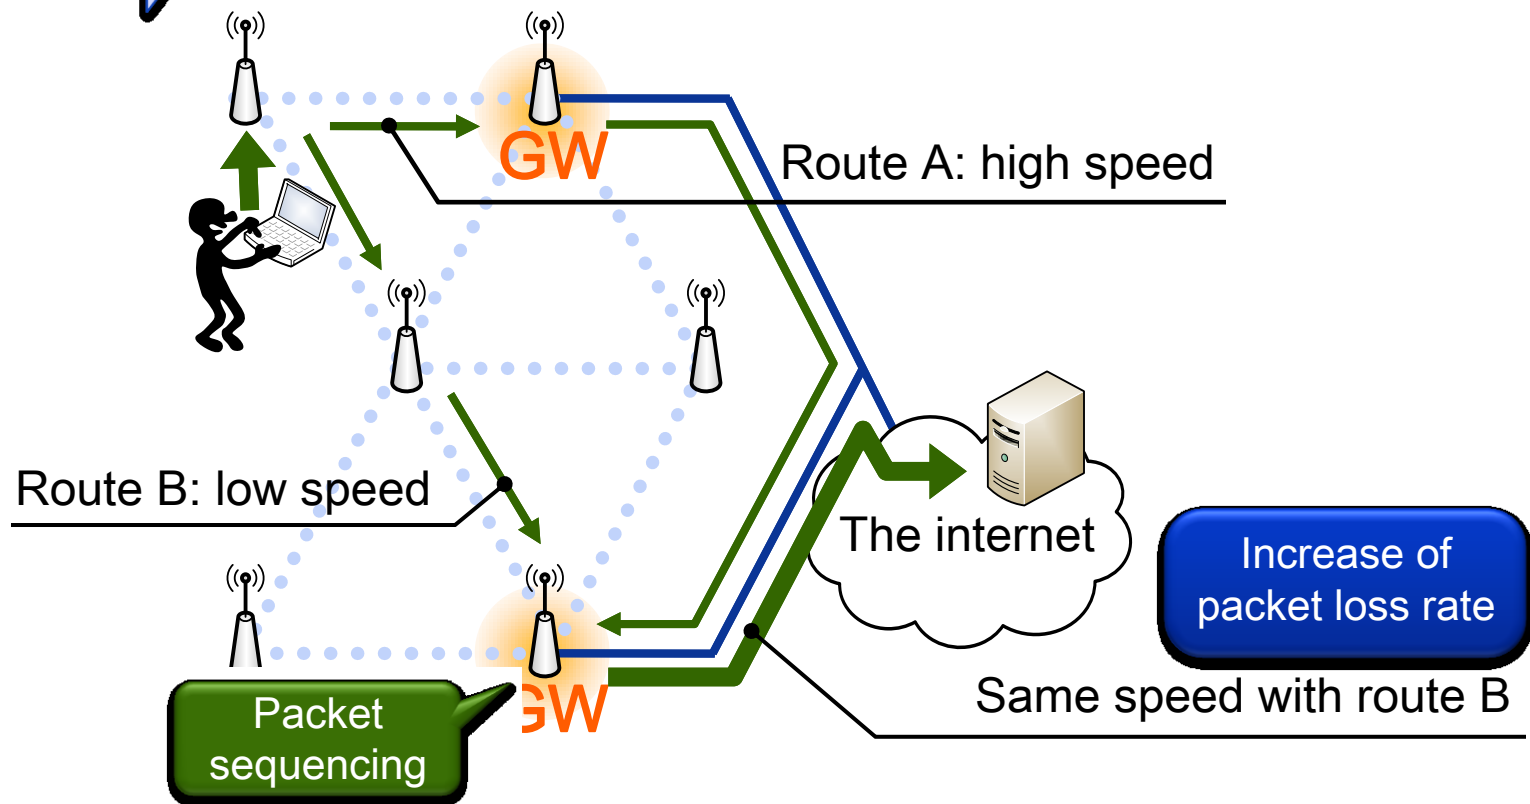 GW
Route A: high speed
Route B: low speed
The internet
Increase of
packet loss rate
Same speed with route B
GW
Packet
sequencing